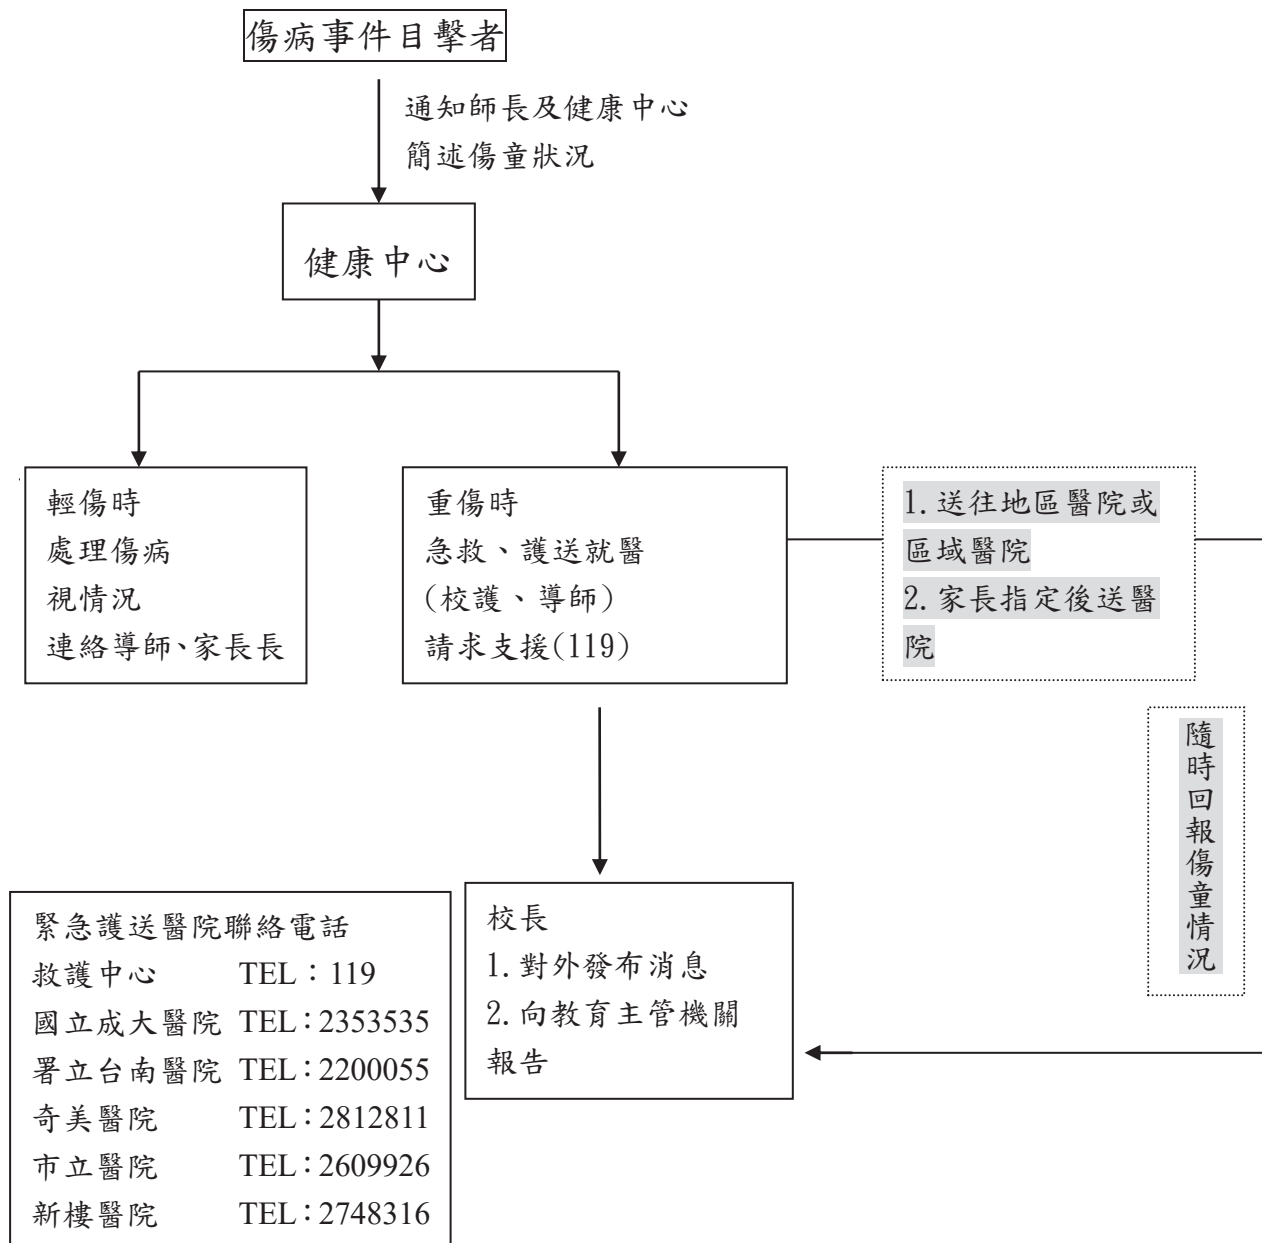 傷病事件目擊者
通知師長及健康中心
簡述傷童狀況
健康中心
輕傷時
處理傷病
視情況
連絡導師、家長長
重傷時
急救、護送就醫
(校護、導師)
請求支援(119)
1.送往地區醫院或
區域醫院
2.家長指定後送醫
院
隨時回報傷童情況
緊急護送醫院聯絡電話
救護中心 TEL：119
國立成大醫院 TEL：2353535
署立台南醫院 TEL：2200055
奇美醫院 TEL：2812811
市立醫院 TEL：2609926
新樓醫院 TEL：2748316
校長
1.對外發布消息
2.向教育主管機關
報告